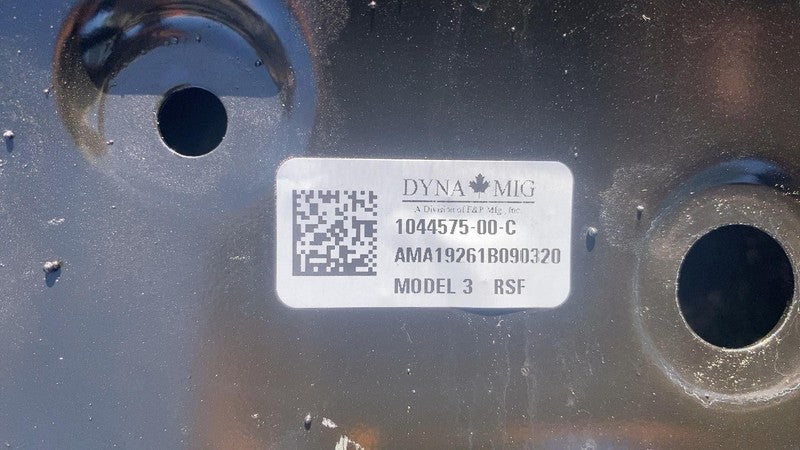 DYNA MIG
A Division of F&P Mfg., Inc.
1044575-00-C
AMA19261B090320
MODEL 3 RSF